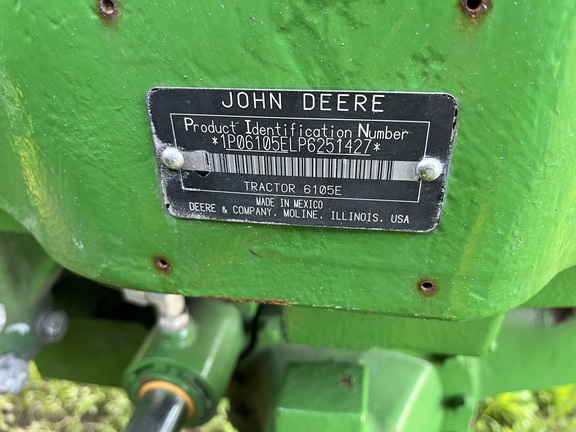 JOHN DEERE
Product Identification Number
*1P06105ELP6251427*
TRACTOR 6105E
MADE IN MEXICO
DEERE & COMPANY, MOLINE, ILLINOIS, USA